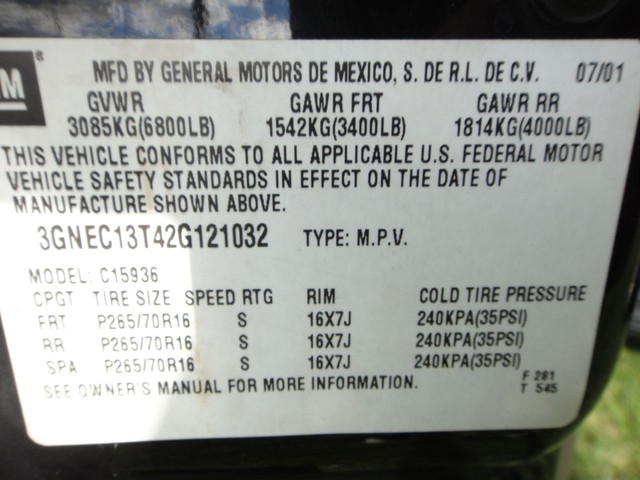 M®
MFD BY GENERAL MOTORS DE MEXICO, S. DE R.L. DE C.V. 07/01
GVWR GAWR FRT GAWR RR
3085KG(6800LB) 1542KG(3400LB) 1814KG(4000LB)
THIS VEHICLE CONFORMS TO ALL APPLICABLE U.S. FEDERAL MOTOR
VEHICLE SAFETY STANDARDS IN EFFECT ON THE DATE OF
MANUFACTURE SHOWN ABOVE.
3GNEC13T42G121032 TYPE: M.P.V.
MODEL: C15936
CPGT TIRE SIZE SPEED RTG RIM COLD TIRE PRESSURE
FRT P265/70R16 S 16X7J 240KPA(35PSI)
RR P265/70R16 S 16X7J 240KPA(35PSI)
SPA P265/70R16 S 16X7J 240KPA(35PSI)
SEE OWNER'S MANUAL FOR MORE INFORMATION. F 281
T 545